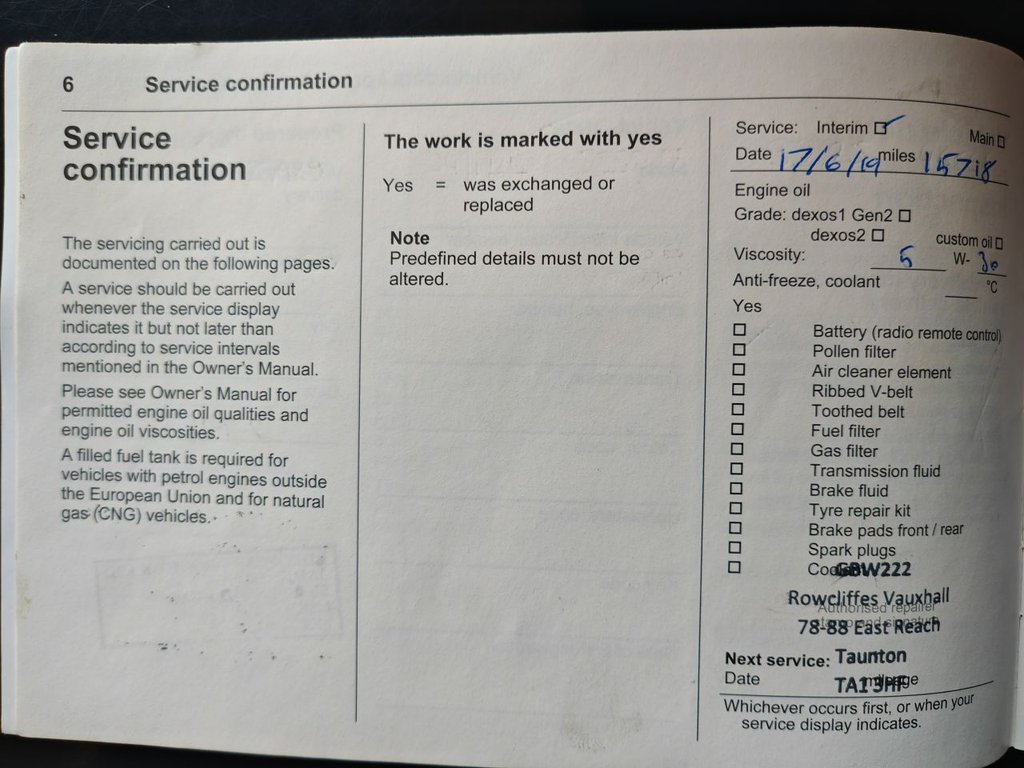 6 Service confirmation
Service
confirmation
The servicing carried out is
documented on the following pages.
A service should be carried out
whenever the service display
indicates it but not later than
according to service intervals
mentioned in the Owner's Manual.
Please see Owner's Manual for
permitted engine oil qualities and
engine oil viscosities.
A filled fuel tank is required for
vehicles with petrol engines outside
the European Union and for natural
gas (CNG) vehicles.
The work is marked with yes
Yes = was exchanged or
replaced
Note
Predefined details must not be
altered.
Service: Interim ☑ Main ☐
Date 17/6/19 miles 15718
Engine oil
Grade: dexos1 Gen2 ☐
dexos2 ☐ custom oil ☐
Viscosity: 5 W- 30
Anti-freeze, coolant °C
Yes
☐ Battery (radio remote control)
☐ Pollen filter
☐ Air cleaner element
☐ Ribbed V-belt
☐ Toothed belt
☐ Fuel filter
☐ Gas filter
☐ Transmission fluid
☐ Brake fluid
☐ Tyre repair kit
☐ Brake pads front / rear
☐ Spark plugs
☐ GBW222
Rowcliffes Vauxhall
Authorised repairer
78-88 East Reach
Next service: Taunton
Date TA1 3HF
Whichever occurs first, or when your
service display indicates.